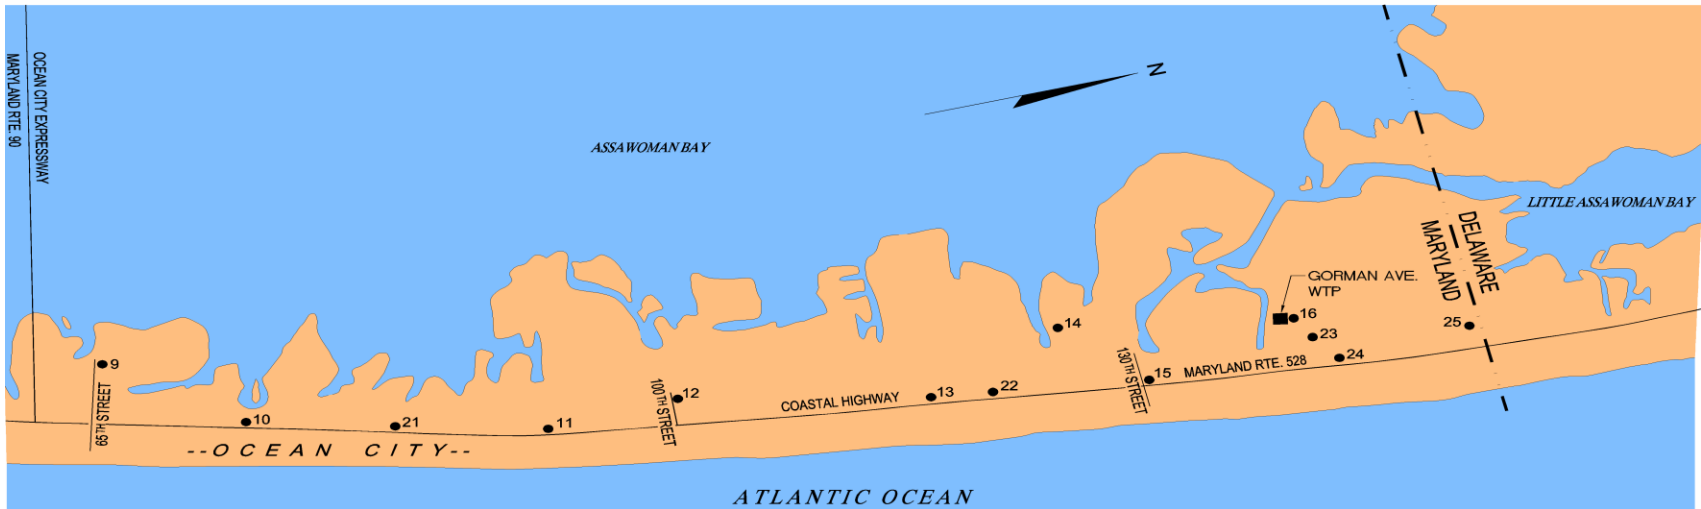 OCEAN CITY EXPRESSWAY
MARYLAND RTE. 90
N
ASSAWOMAN BAY
LITTLE ASSAWOMAN BAY
DELAWARE
MARYLAND
GORMAN AVE.
WTP
16
25
14
23
24
9
65TH STREET
10
21
11
100TH STREET
12
COASTAL HIGHWAY
13
22
130TH STREET
15
MARYLAND RTE. 528
--OCEAN CITY--
ATLANTIC OCEAN